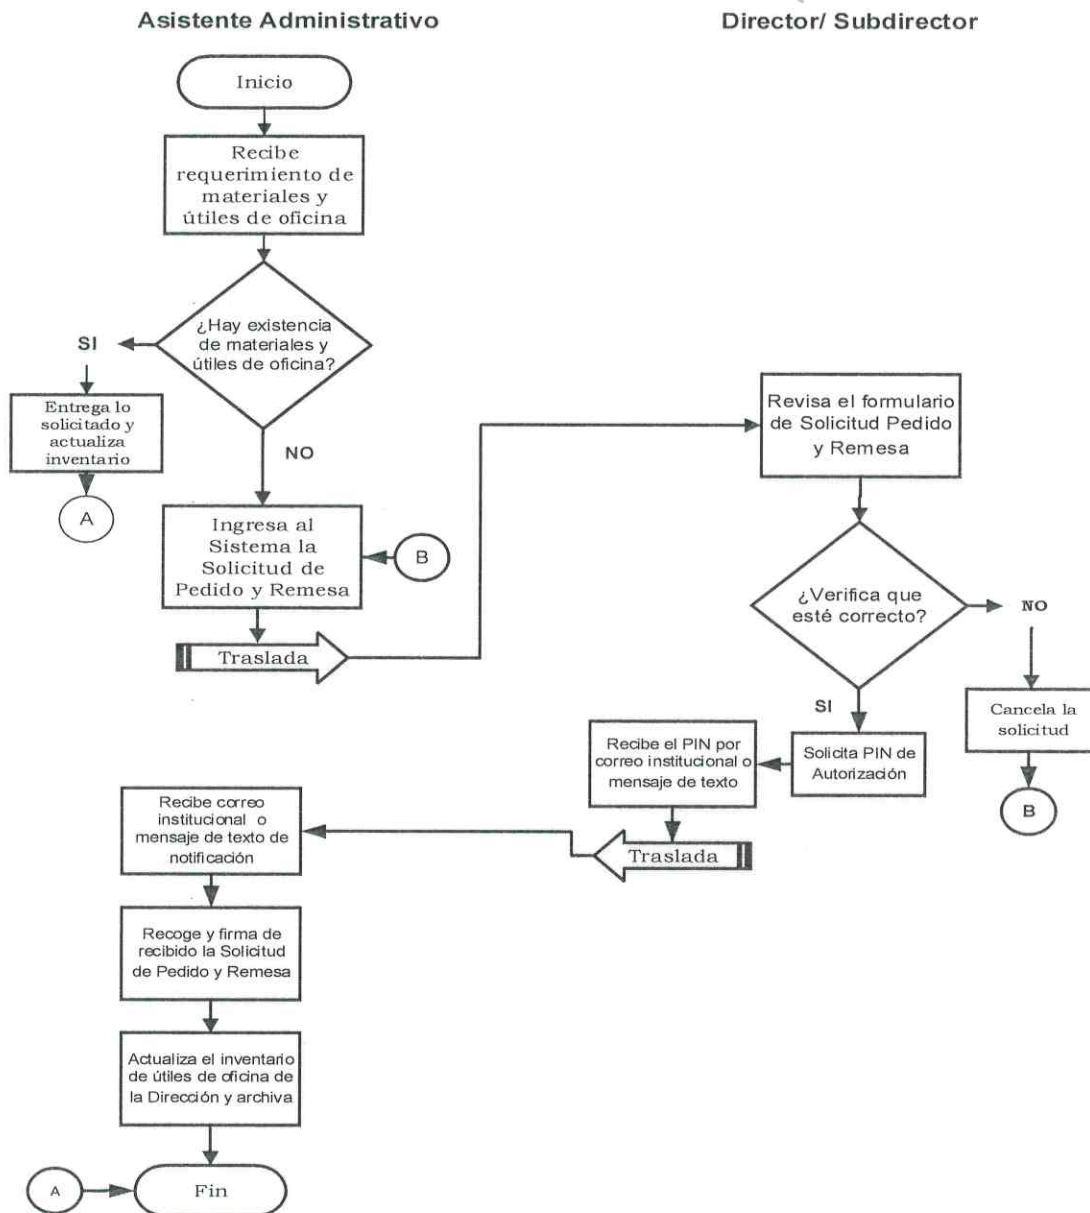 Asistente Administrativo
Director/ Subdirector
Inicio
Recibe
requerimiento de
materiales y
útiles de oficina
¿Hay existencia
de materiales y
útiles de oficina?
SI
Entrega lo
solicitado y
actualiza
inventario
A
NO
Ingresa al
Sistema la
Solicitud de
Pedido y Remesa
B
Traslada
Revisa el formulario
de Solicitud Pedido
y Remesa
¿Verifica que
esté correcto?
NO
Cancela la
solicitud
B
SI
Solicita PIN de
Autorización
Recibe el PIN por
correo institucional o
mensaje de texto
Traslada
Recibe correo
institucional o
mensaje de texto de
notificación
Recoge y firma de
recibido la Solicitud
de Pedido y Remesa
Actualiza el inventario
de útiles de oficina de
la Dirección y archiva
A
Fin